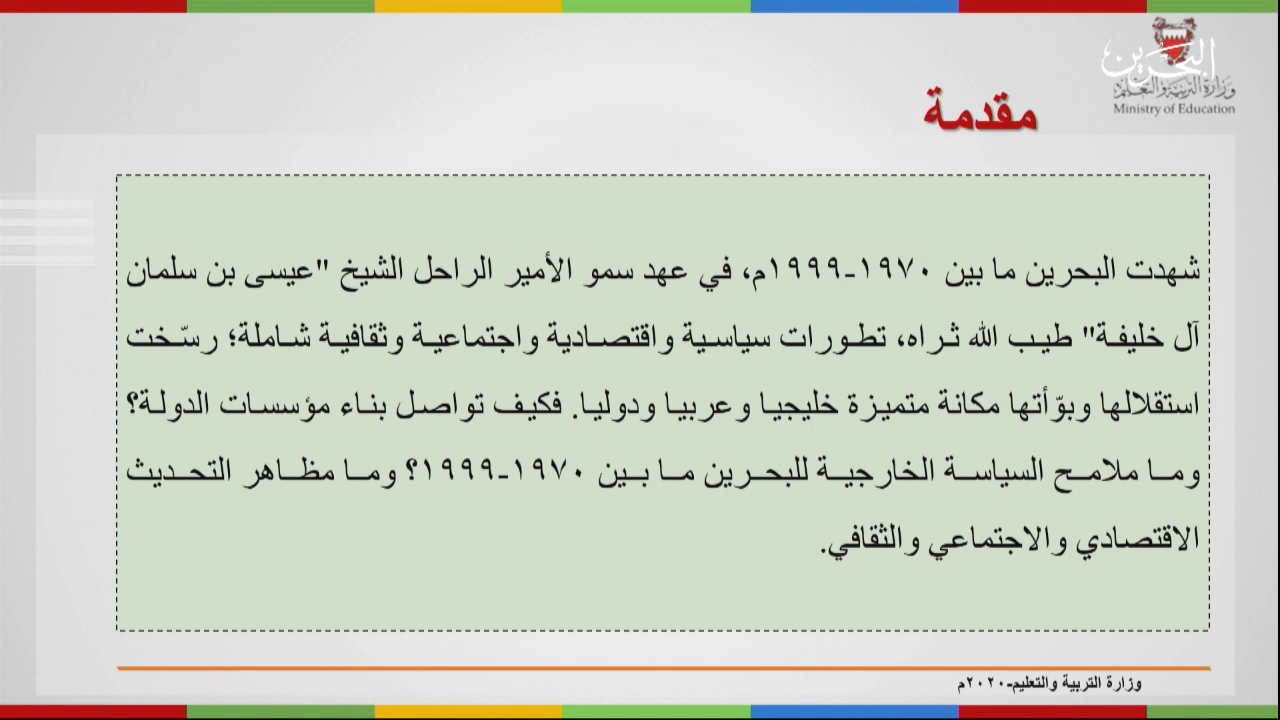 البحرين
وزارة التربية والتعليم
Ministry of Education
مقدمة
شهدت البحرين ما بين ١٩٧٠-١٩٩٩م، في عهد سمو الأمير الراحل الشيخ "عيسى بن سلمان
آل خليفة" طيب الله ثراه، تطورات سياسية واقتصادية واجتماعية وثقافية شاملة؛ رسّخت
استقلالها وبوّأتها مكانة متميزة خليجيا وعربيا ودوليا. فكيف تواصل بناء مؤسسات الدولة؟
وما ملامح السياسة الخارجية للبحرين ما بين ١٩٧٠-١٩٩٩؟ وما مظاهر التحديث
الاقتصادي والاجتماعي والثقافي.
وزارة التربية والتعليم-٢٠٢٠م